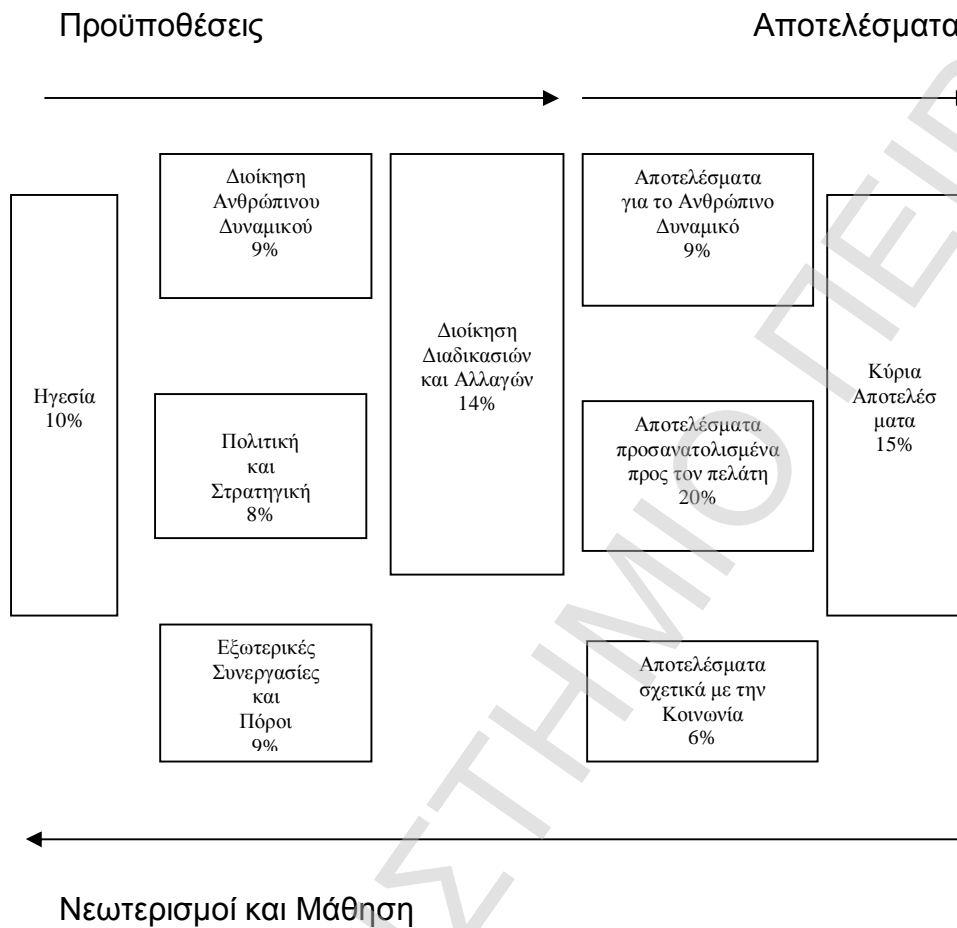 Προϋποθέσεις
Αποτελέσματα
Διοίκηση
Ανθρώπινου
Δυναμικού
9%
Αποτελέσματα
για το Ανθρώπινο
Δυναμικό
9%
Ηγεσία
10%
Πολιτική
και
Στρατηγική
8%
Διοίκηση
Διαδικασιών
και Αλλαγών
14%
Αποτελέσματα
προσανατολισμένα
προς τον πελάτη
20%
Κύρια
Αποτελέσ
ματα
15%
Εξωτερικές
Συνεργασίες
και
Πόροι
9%
Αποτελέσματα
σχετικά με την
Κοινωνία
6%
Νεωτερισμοί και Μάθηση